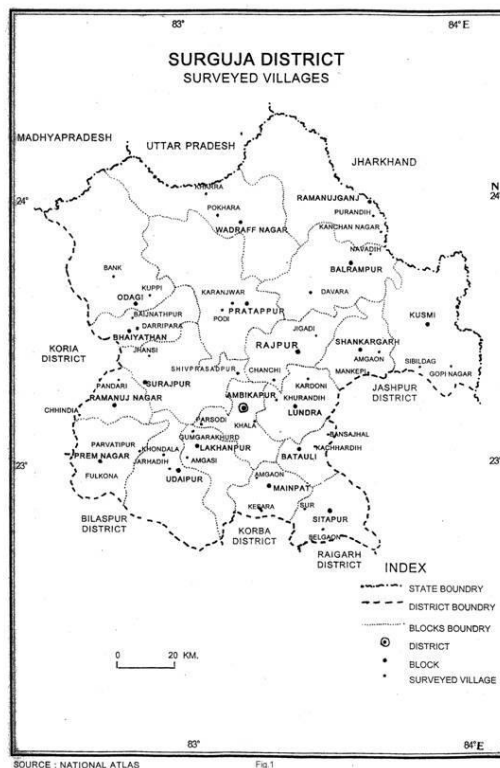 83°
84°E
SURGUJA DISTRICT
SURVEYED VILLAGES
MADHYAPRADESH
UTTAR PRADESH
JHARKHAND
24°
N
24°
KHARRA
RAMANUJGANJ
POKHARA
PURANDIH
WADRAFF NAGAR
KANCHAN NAGAR
NAVADIH
BALRAMPUR
BANK
KUPPI
KARANJWAR
DAVARA
ODAGI
PRATAPPUR
BAIJNATHPUR
PODI
KUSMI
DARRIPARA
BHAIYATHAN
JIGADI
KORIA
DISTRICT
JHANSI
RAJPUR
SHANKARGARH
AMGAON
SIBILDAG
SHIVPRASADPUR
CHANCHI
MANKEPI
GOPI NAGAR
PANDARI
SURAJPUR
KARDONI
JASHPUR
DISTRICT
RAMANUJ NAGAR
AMBIKAPUR
KHURANDIH
CHHINDIA
LUNDRA
PARSODI
KHALA
GUMGARAKHURD
BANSAJHAL
PARVATIPUR
LAKHANPUR
KACHHARDIH
KHONDALA
BATAULI
PREM NAGAR
ARHADIH
AMGASI
23°
23°
FULKONA
UDAIPUR
AMGAON
MAINPAT
BILASPUR
DISTRICT
KESARA
SUR
SITAPUR
KORBA
DISTRICT
BELGAON
RAIGARH
DISTRICT
INDEX
STATE BOUNDRY
DISTRICT BOUNDRY
BLOCKS BOUNDRY
DISTRICT
BLOCK
SURVEYED VILLAGE
0 20 KM.
83°
84°E
SOURCE : NATIONAL ATLAS
Fig.1